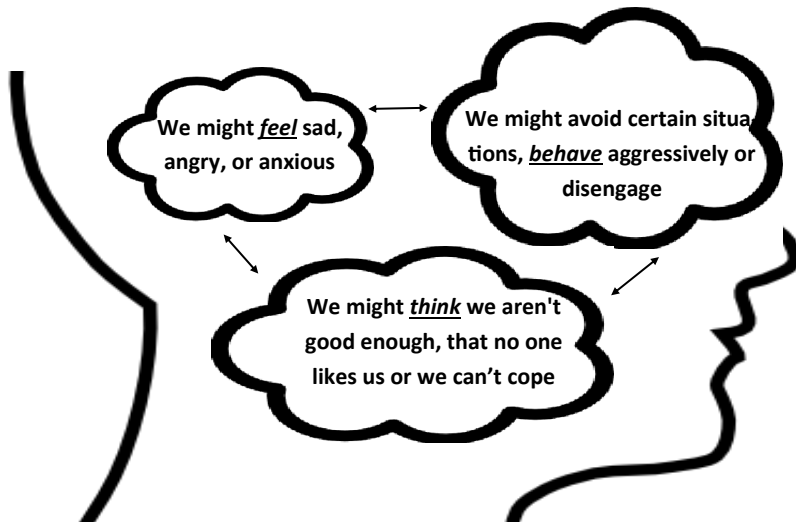 We might feel sad,
angry, or anxious
We might avoid certain situa
tions, behave aggressively or
disengage
We might think we aren't
good enough, that no one
likes us or we can’t cope